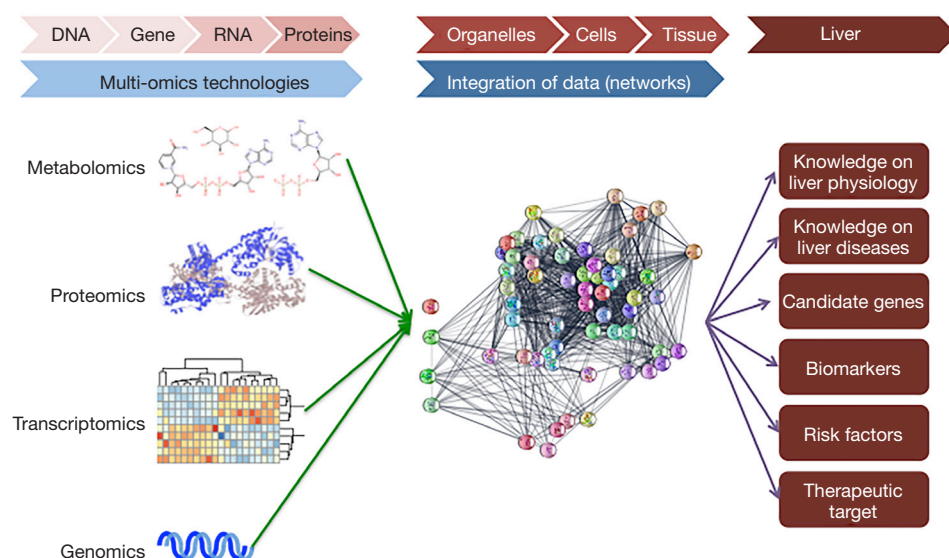 DNA Gene RNA Proteins Organelles Cells Tissue Liver
Multi-omics technologies Integration of data (networks)
Metabolomics
Proteomics
Transcriptomics
Genomics
Knowledge on
liver physiology
Knowledge on
liver diseases
Candidate genes
Biomarkers
Risk factors
Therapeutic
target